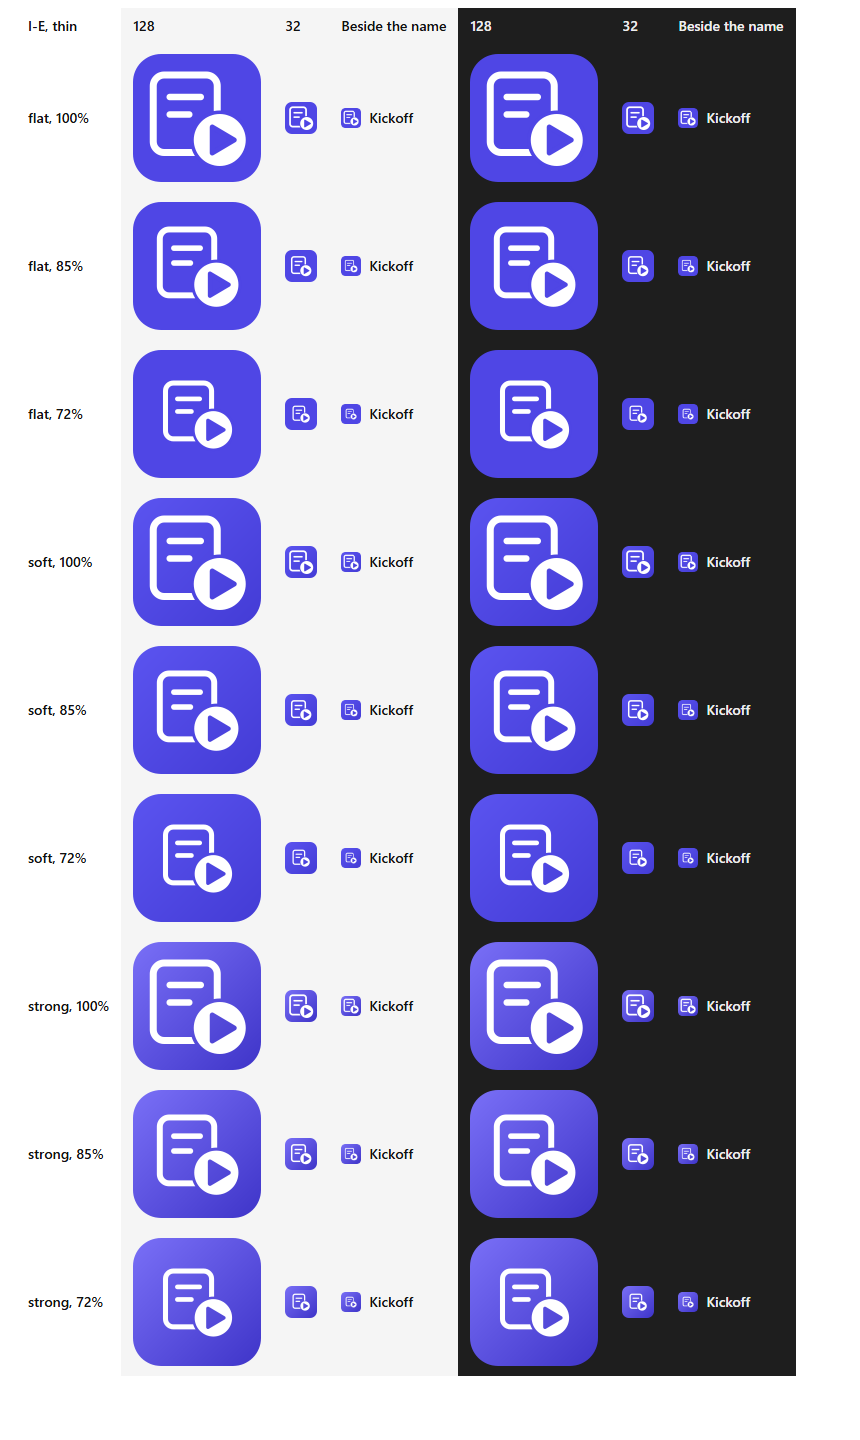 I-E, thin 128 32 Beside the name 128 32 Beside the name
flat, 100% Kickoff Kickoff
flat, 85% Kickoff Kickoff
flat, 72% Kickoff Kickoff
soft, 100% Kickoff Kickoff
soft, 85% Kickoff Kickoff
soft, 72% Kickoff Kickoff
strong, 100% Kickoff Kickoff
strong, 85% Kickoff Kickoff
strong, 72% Kickoff Kickoff